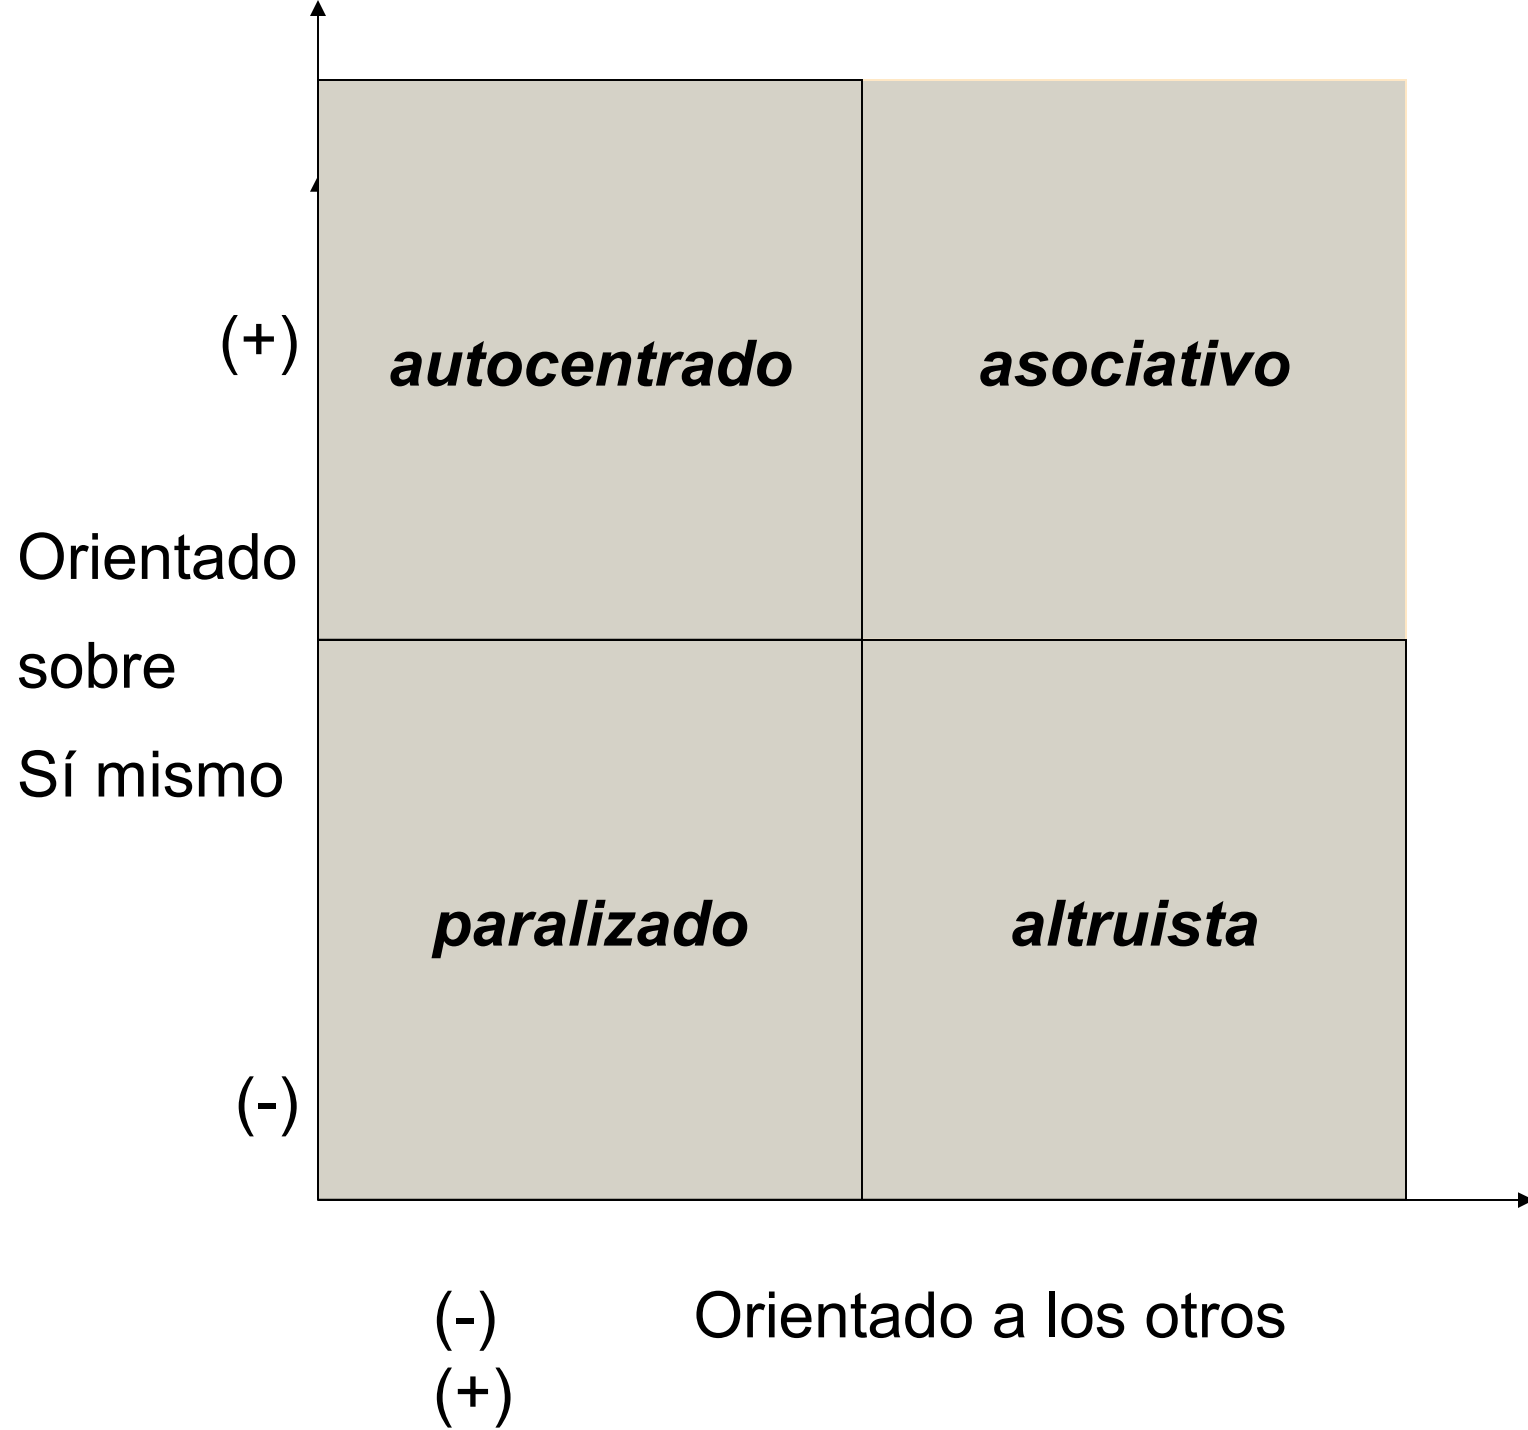 (+)
autocentrado
asociativo
Orientado
sobre
Sí mismo
paralizado
altruista
(-)
(-) Orientado a los otros
(+)